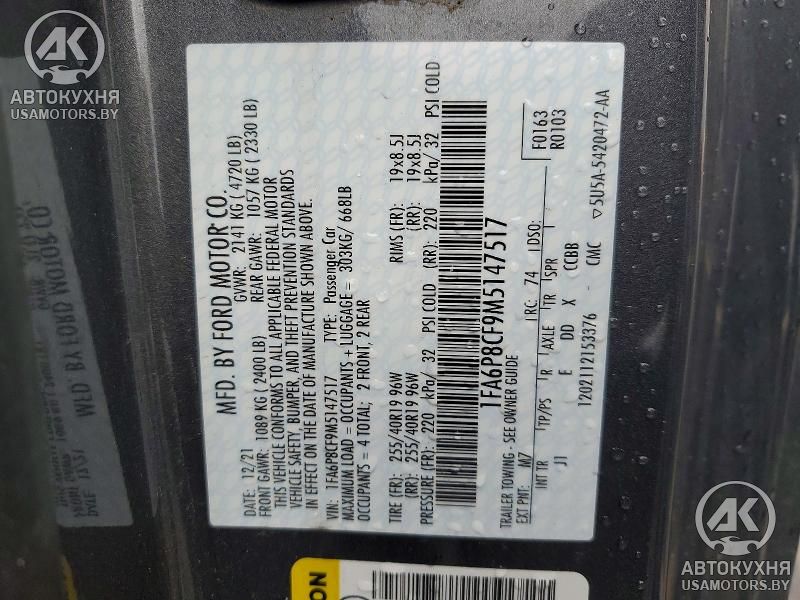 MFD. BY FORD MOTOR CO.
12/21
GVWR: 2141 KG ( 4720 LB)
FRONT GAWR: 1089 KG ( 2400 LB)
REAR GAWR: 1057 KG ( 2330 LB)
THIS VEHICLE CONFORMS TO ALL APPLICABLE FEDERAL MOTOR
VEHICLE SAFETY, BUMPER, AND THEFT PREVENTION STANDARDS
IN EFFECT ON THE DATE OF MANUFACTURE SHOWN ABOVE.
VIN: 1FA6P8CF9M5147517 TYPE: Passenger Car
MAXIMUM LOAD = OCCUPANTS + LUGGAGE = 303KG/ 668LB
OCCUPANTS = 4 TOTAL; 2 FRONT, 2 REAR
TIRE (FR): 255/40R19 96W RIMS (FR): 19x8.5J
(RR): 255/40R19 96W (RR): 19x8.5J
PRESSURE (FR): 220 kPa/ 32 PSI COLD (RR): 220 kPa/ 32 PSI COLD
1FA6P8CF9M5147517
TRAILER TOWING - SEE OWNER GUIDE
EXT PNT: M7 RC: 74 DSO: F0163
R0103
INT TR TP/PS R AXLE TR SPR
J1 E DD X CCBB
1202112153376 CMC ▽5U5A-5420472-AA
АК
АВТОКУХНЯ
USAMOTORS.BY
АК
АВТОКУХНЯ
USAMOTORS.BY